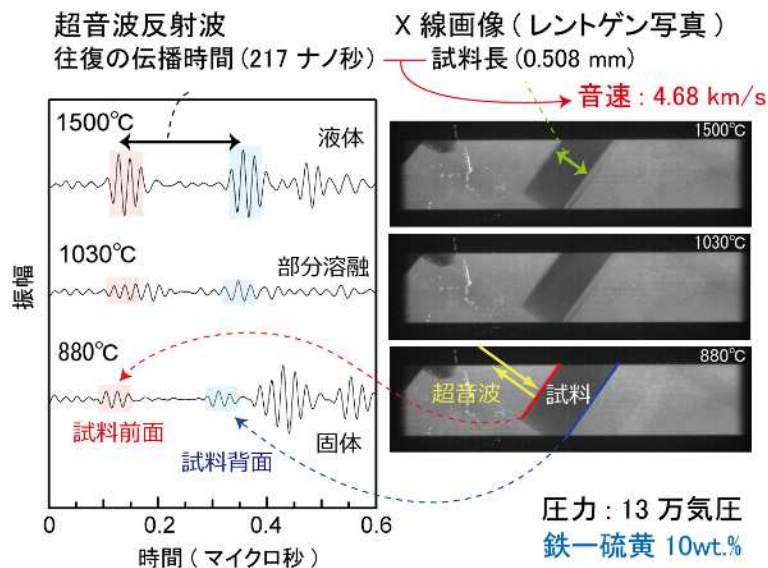 超音波反射波
往復の伝播時間 (217 ナノ秒)
X 線画像 ( レントゲン写真 )
試料長 (0.508 mm)
音速 : 4.68 km/s
1500℃
液体
1030℃
部分溶融
880℃
試料前面
試料背面
固体
振幅
0
0.2
0.4
0.6
時間 ( マイクロ秒 )
1500℃
1030℃
880℃
超音波
試料
圧力 : 13 万気圧
鉄ー硫黄 10wt.%